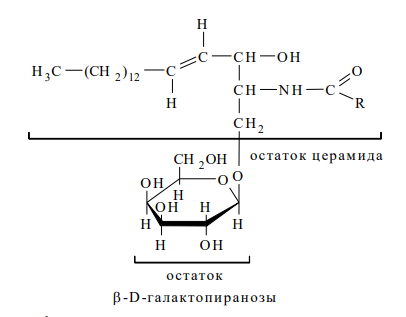 H
H₃C—(CH₂)₁₂—C=C—CH—OH
H
CH—NH—C=O
R
CH₂
остаток церамида
CH₂OH
O
O
OH
H
OH H
H H
H OH
остаток
β-D-галактопиранозы